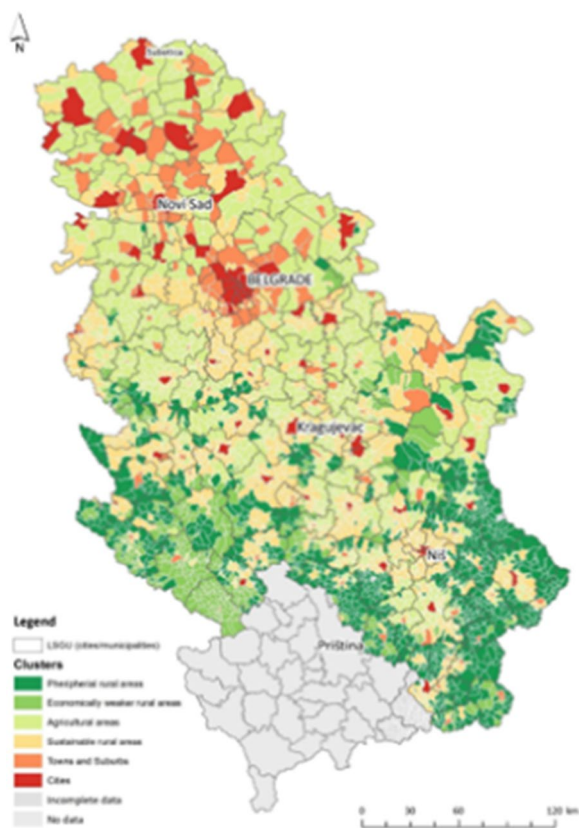 N
Subotica
Novi Sad
BELGRADE
Kragujevac
Niš
Priština
Legend
LSGU (cities/municipalities)
Clusters
Pheripherial rural areas
Economically weaker rural areas
Agricultural areas
Sustainable rural areas
Towns and Suburbs
Cities
Incomplete data
No data
0 30 60 120 km